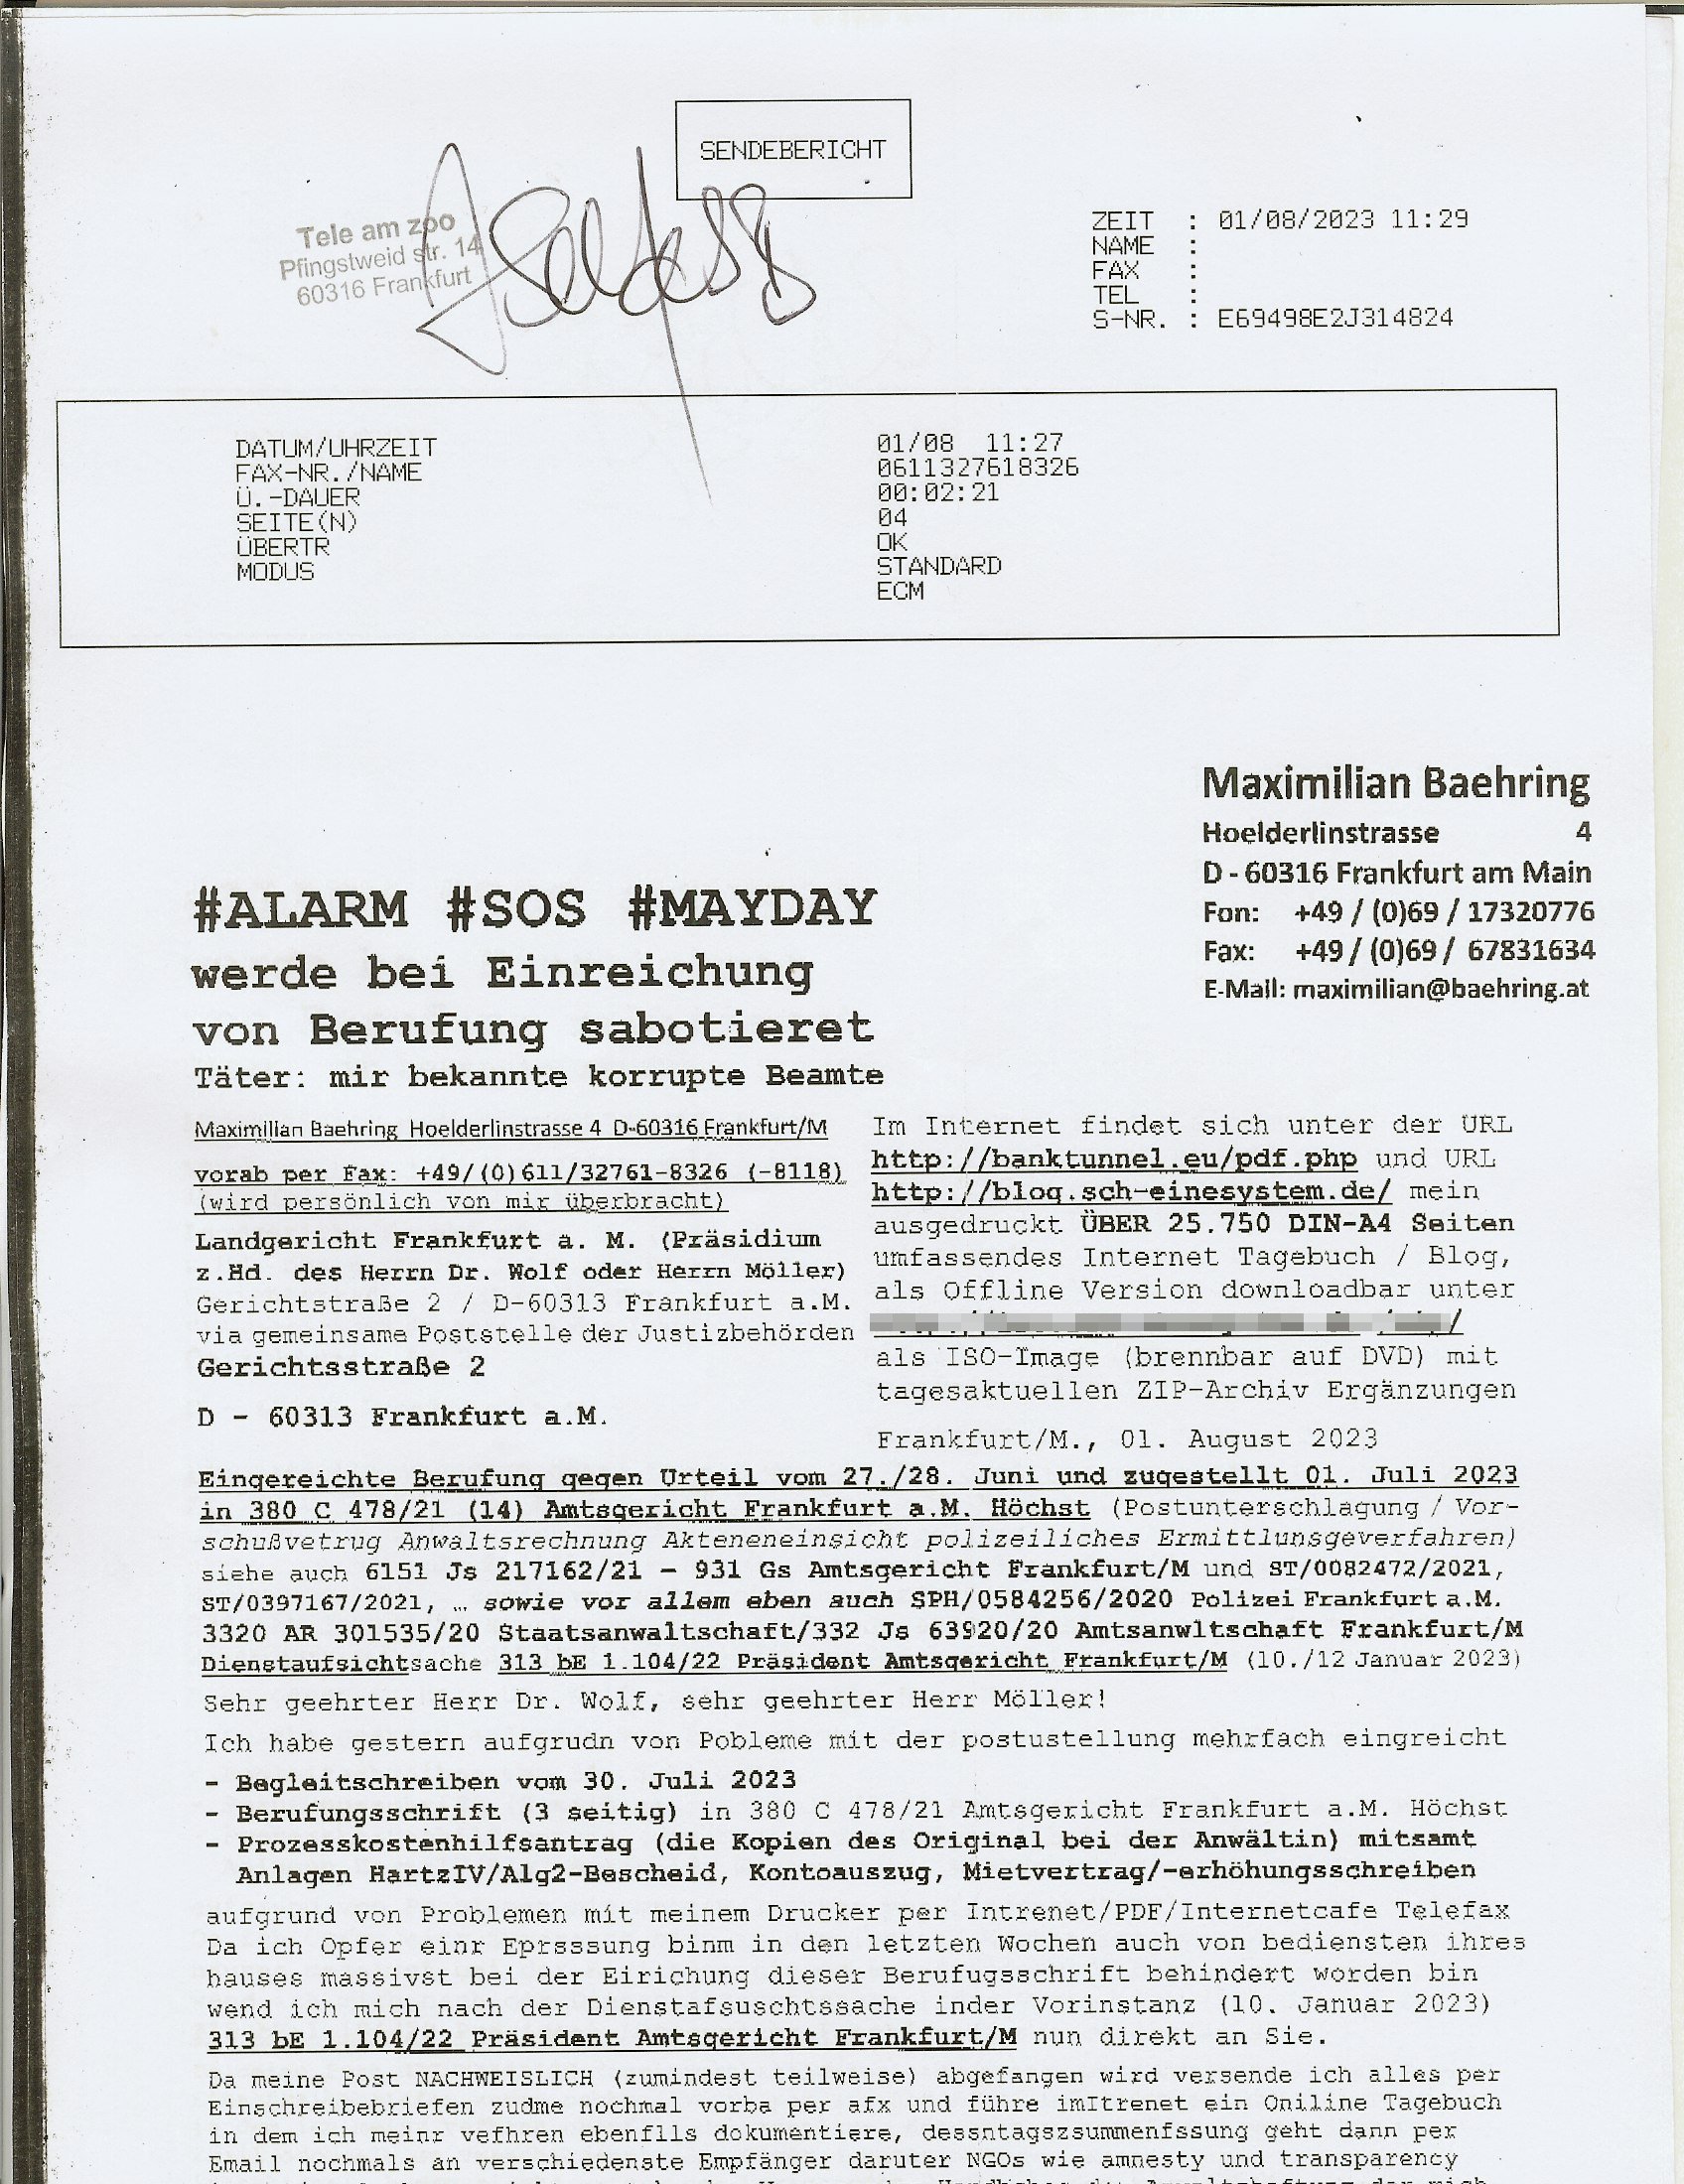 SENDEBERICHT
Tele am zoo
Pfingstweid str. 14
60316 Frankfurt
ZEIT : 01/08/2023 11:29
NAME :
FAX :
TEL :
S-NR. : E69498E2J314824
DATUM/UHRZEIT 01/08 11:27
FAX-NR./NAME 0611327618326
Ü.-DAUER 00:02:21
SEITE(N) 04
ÜBERTR OK
MODUS STANDARD
ECM
Maximilian Baehring
Hoelderlinstrasse 4
D - 60316 Frankfurt am Main
Fon: +49 / (0)69 / 17320776
Fax: +49 / (0)69 / 67831634
E-Mail: maximilian@baehring.at
#ALARM #SOS #MAYDAY
werde bei Einreichung
von Berufung sabotieret
Täter: mir bekannte korrupte Beamte
Maximilian Baehring Hoelderlinstrasse 4 D-60316 Frankfurt/M
vorab per Fax: +49/(0)611/32761-8326 (-8118)
(wird persönlich von mir überbracht)
Landgericht Frankfurt a. M. (Präsidium
z.Hd. des Herrn Dr. Wolf oder Herrn Möller)
Gerichtstraße 2 / D-60313 Frankfurt a.M.
via gemeinsame Poststelle der Justizbehörden
Gerichtsstraße 2
D - 60313 Frankfurt a.M.
Im Internet findet sich unter der URL
http://banktunnel.eu/pdf.php und URL
http://blog.sch-einesystem.de/ mein
ausgedruckt ÜBER 25.750 DIN-A4 Seiten
umfassendes Internet Tagebuch / Blog,
als Offline Version downloadbar unter
als ISO-Image (brennbar auf DVD) mit
tagesaktuellen ZIP-Archiv Ergänzungen
Frankfurt/M., 01. August 2023
Eingereichte Berufung gegen Urteil vom 27./28. Juni und zugestellt 01. Juli 2023
in 380 C 478/21 (14) Amtsgericht Frankfurt a.M. Höchst (Postunterschlagung / Vor-
schußvetrug Anwaltsrechnung Akteneneinsicht polizeiliches Ermittlunsgeverfahren)
siehe auch 6151 Js 217162/21 – 931 Gs Amtsgericht Frankfurt/M und ST/0082472/2021,
ST/0397167/2021, … sowie vor allem eben auch SPH/0584256/2020 Polizei Frankfurt a.M.
3320 AR 301535/20 Staatsanwaltschaft/332 Js 63920/20 Amtsanwltschaft Frankfurt/M
Dienstaufsichtsache 313 bE 1.104/22 Präsident Amtsgericht Frankfurt/M (10./12 Januar 2023)
Sehr geehrter Herr Dr. Wolf, sehr geehrter Herr Möller!
Ich habe gestern aufgrudn von Pobleme mit der postustellung mehrfach eingreicht
- Begleitschreiben vom 30. Juli 2023
- Berufungsschrift (3 seitig) in 380 C 478/21 Amtsgericht Frankfurt a.M. Höchst
- Prozesskostenhilfsantrag (die Kopien des Original bei der Anwältin) mitsamt
Anlagen HartzIV/Alg2-Bescheid, Kontoauszug, Mietvertrag/-erhöhungsschreiben
aufgrund von Problemen mit meinem Drucker per Intrenet/PDF/Internetcafe Telefax
Da ich Opfer einr Eprsssung binm in den letzten Wochen auch von bediensten ihres
hauses massivst bei der Eirichung dieser Berufugsschrift behindert worden bin
wend ich mich nach der Dienstafsuschtssache inder Vorinstanz (10. Januar 2023)
313 bE 1.104/22 Präsident Amtsgericht Frankfurt/M nun direkt an Sie.
Da meine Post NACHWEISLICH (zumindest teilweise) abgefangen wird versende ich alles per
Einschreibebriefen zudme nochmal vorba per afx und führe imItrenet ein Oniline Tagebuch
in dem ich meinr vefhren ebenflls dokumentiere, dessntagszsummenfssung geht dann per
Email nochmals an verschiedenste Empfänger daruter NGOs wie amnesty und transparency